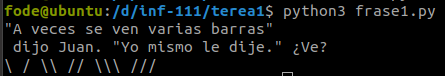 fode@ubuntu:/d/inf-111/terea1$ python3 frase1.py
"A veces se ven varias barras"
 dijo Juan. "Yo mismo le dije." ¿Ve?
\ / \\ // \\\ ///